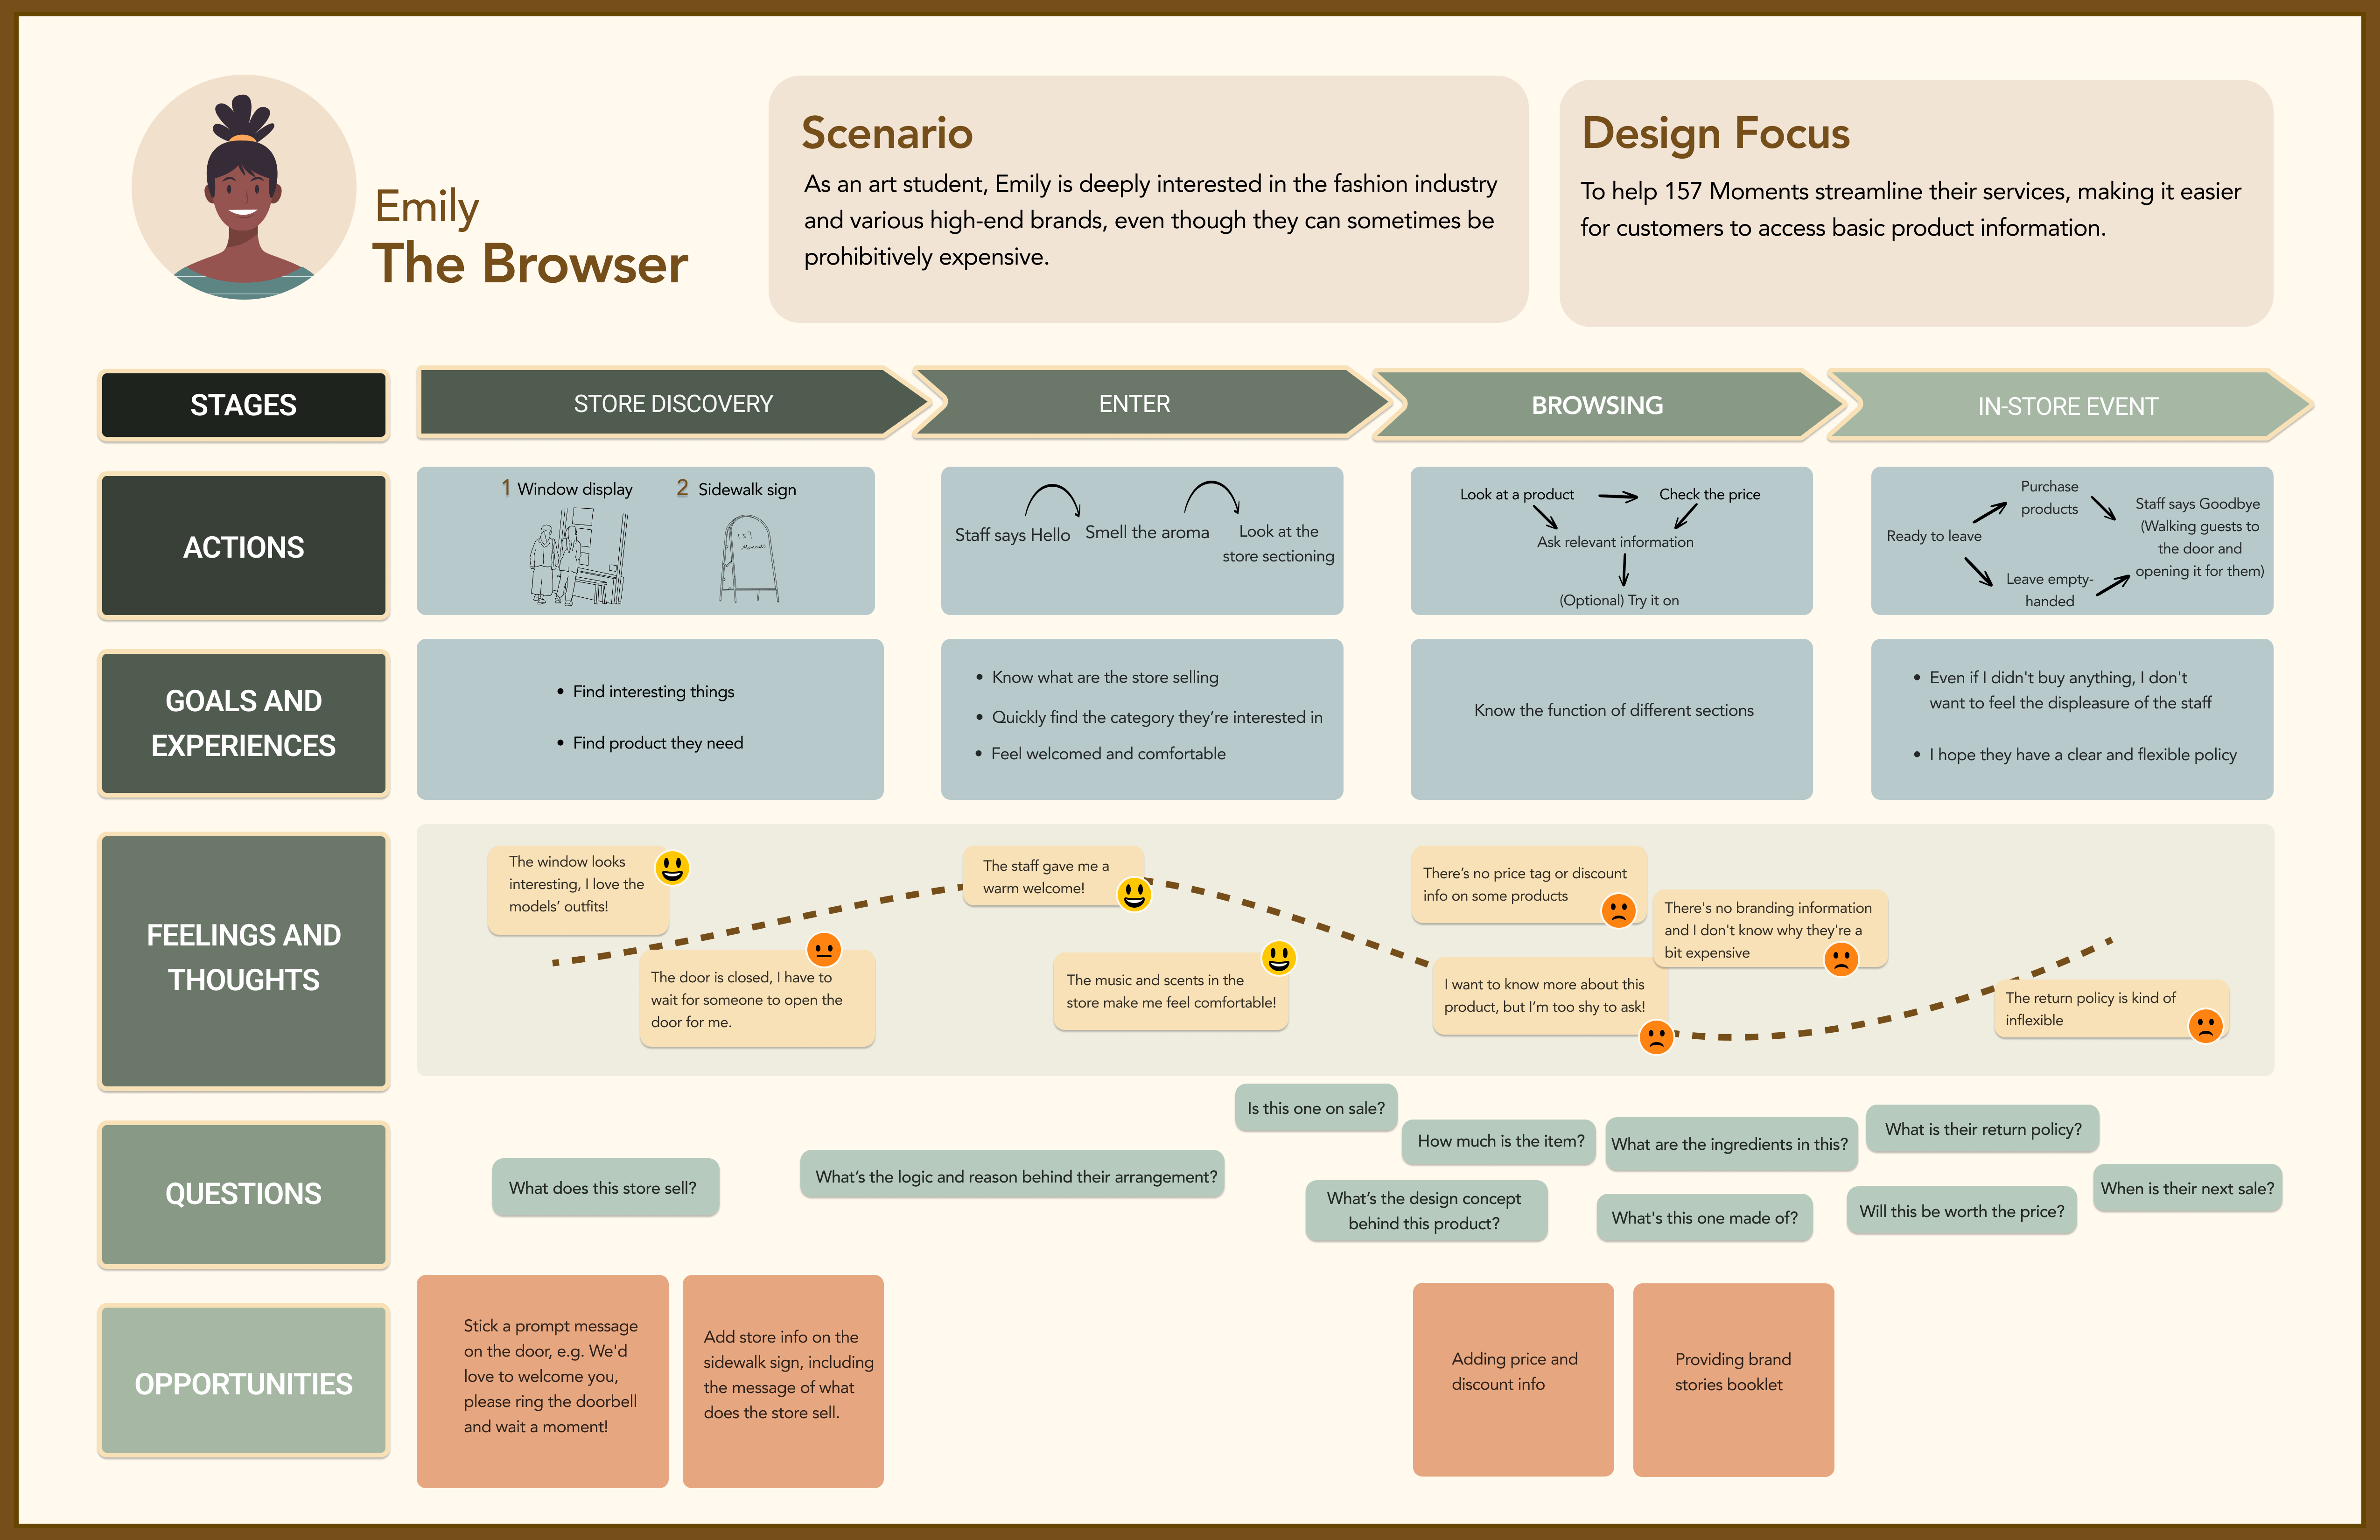 Emily
The Browser
Scenario
As an art student, Emily is deeply interested in the fashion industry
and various high-end brands, even though they can sometimes be
prohibitively expensive.
Design Focus
To help 157 Moments streamline their services, making it easier
for customers to access basic product information.
STAGES
STORE DISCOVERY
ENTER
BROWSING
IN-STORE EVENT
ACTIONS
1 Window display
2 Sidewalk sign
157
Moments
Staff says Hello
Smell the aroma
Look at the
store sectioning
Look at a product
Check the price
Ask relevant information
(Optional) Try it on
Ready to leave
Purchase
products
Leave empty-
handed
Staff says Goodbye
(Walking guests to
the door and
opening it for them)
GOALS AND
EXPERIENCES
• Find interesting things
• Find product they need
• Know what are the store selling
• Quickly find the category they’re interested in
• Feel welcomed and comfortable
Know the function of different sections
• Even if I didn't buy anything, I don't
want to feel the displeasure of the staff
• I hope they have a clear and flexible policy
FEELINGS AND
THOUGHTS
The window looks
interesting, I love the
models’ outfits!
The door is closed, I have to
wait for someone to open the
door for me.
The staff gave me a
warm welcome!
The music and scents in the
store make me feel comfortable!
There’s no price tag or discount
info on some products
There's no branding information
and I don't know why they're a
bit expensive
I want to know more about this
product, but I’m too shy to ask!
The return policy is kind of
inflexible
QUESTIONS
What does this store sell?
What’s the logic and reason behind their arrangement?
Is this one on sale?
How much is the item?
What are the ingredients in this?
What is their return policy?
What’s the design concept
behind this product?
What's this one made of?
Will this be worth the price?
When is their next sale?
OPPORTUNITIES
Stick a prompt message
on the door, e.g. We'd
love to welcome you,
please ring the doorbell
and wait a moment!
Add store info on the
sidewalk sign, including
the message of what
does the store sell.
Adding price and
discount info
Providing brand
stories booklet